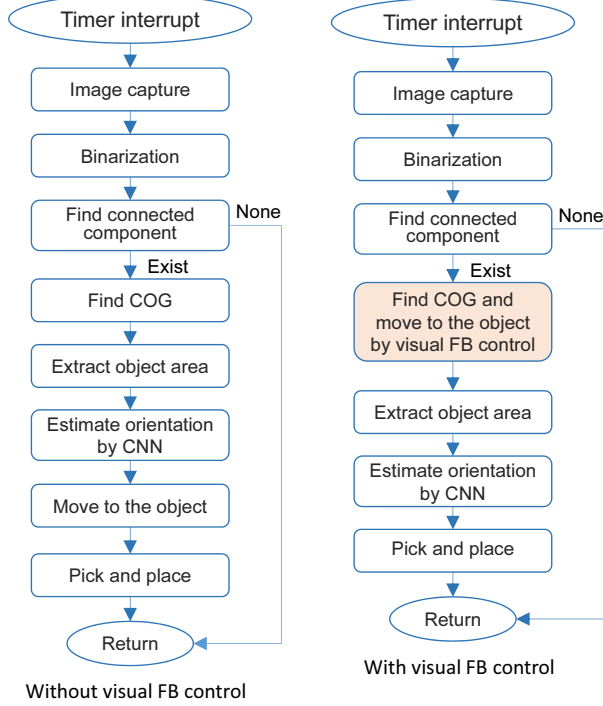 Timer interrupt
Image capture
Binarization
Find connected
component
None
Exist
Find COG
Extract object area
Estimate orientation
by CNN
Move to the object
Pick and place
Return
Without visual FB control
Timer interrupt
Image capture
Binarization
Find connected
component
None
Exist
Find COG and
move to the object
by visual FB control
Extract object area
Estimate orientation
by CNN
Pick and place
Return
With visual FB control